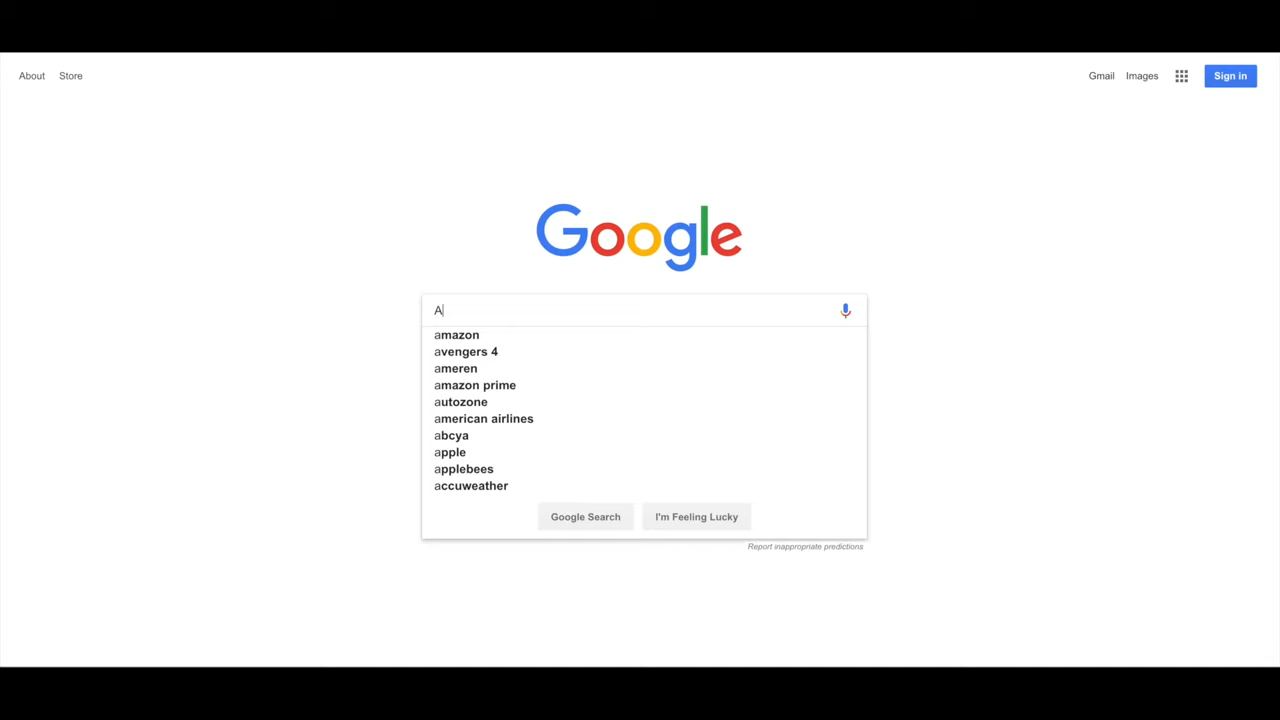 About Store Gmail Images Sign in
Google
A
amazon
avengers 4
ameren
amazon prime
autozone
american airlines
abcya
apple
applebees
accuweather
Google Search I'm Feeling Lucky
Report inappropriate predictions